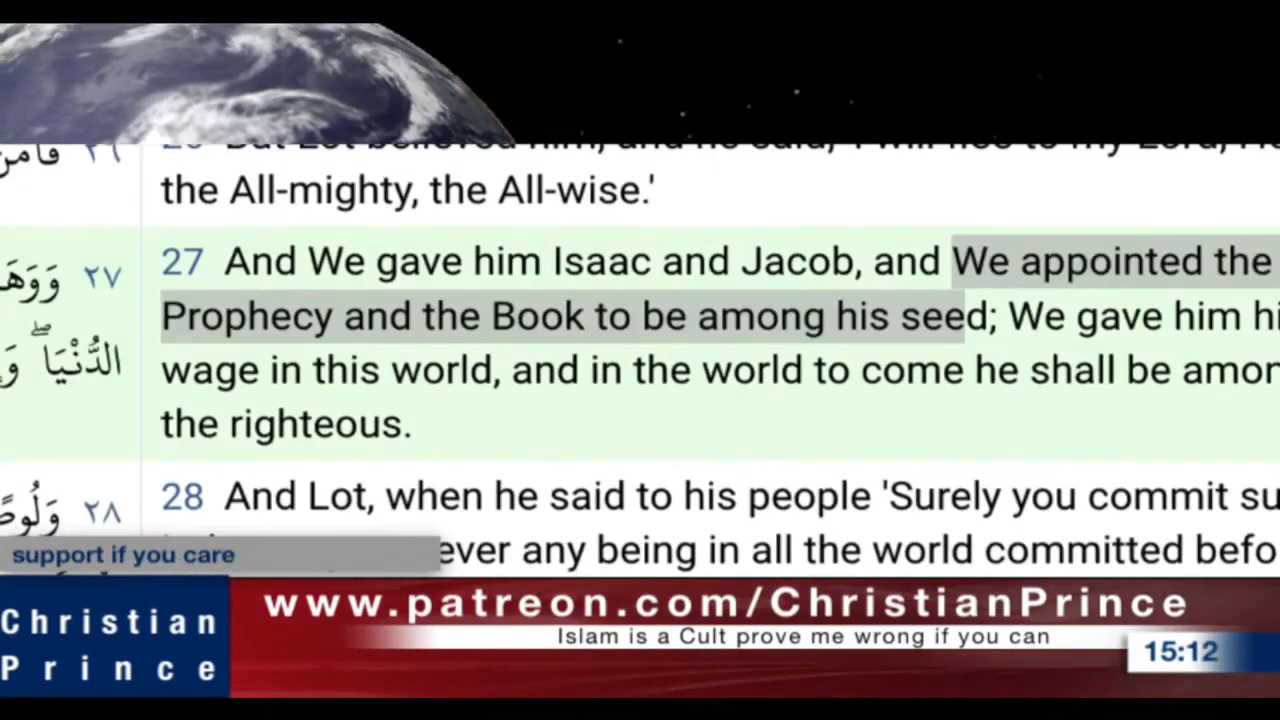 the All-mighty, the All-wise.'
٢٧ وَوَهَ
27 And We gave him Isaac and Jacob, and We appointed the
Prophecy and the Book to be among his seed; We gave him
الدُّنْيَا ۖ
wage in this world, and in the world to come he shall be
the righteous.
٢٨
28 And Lot, when he said to his people 'Surely you commit
ever any being in all the world committed
support if you care
www.patreon.com/ChristianPrince
Islam is a Cult prove me wrong if you can
Christian
Prince
15:12